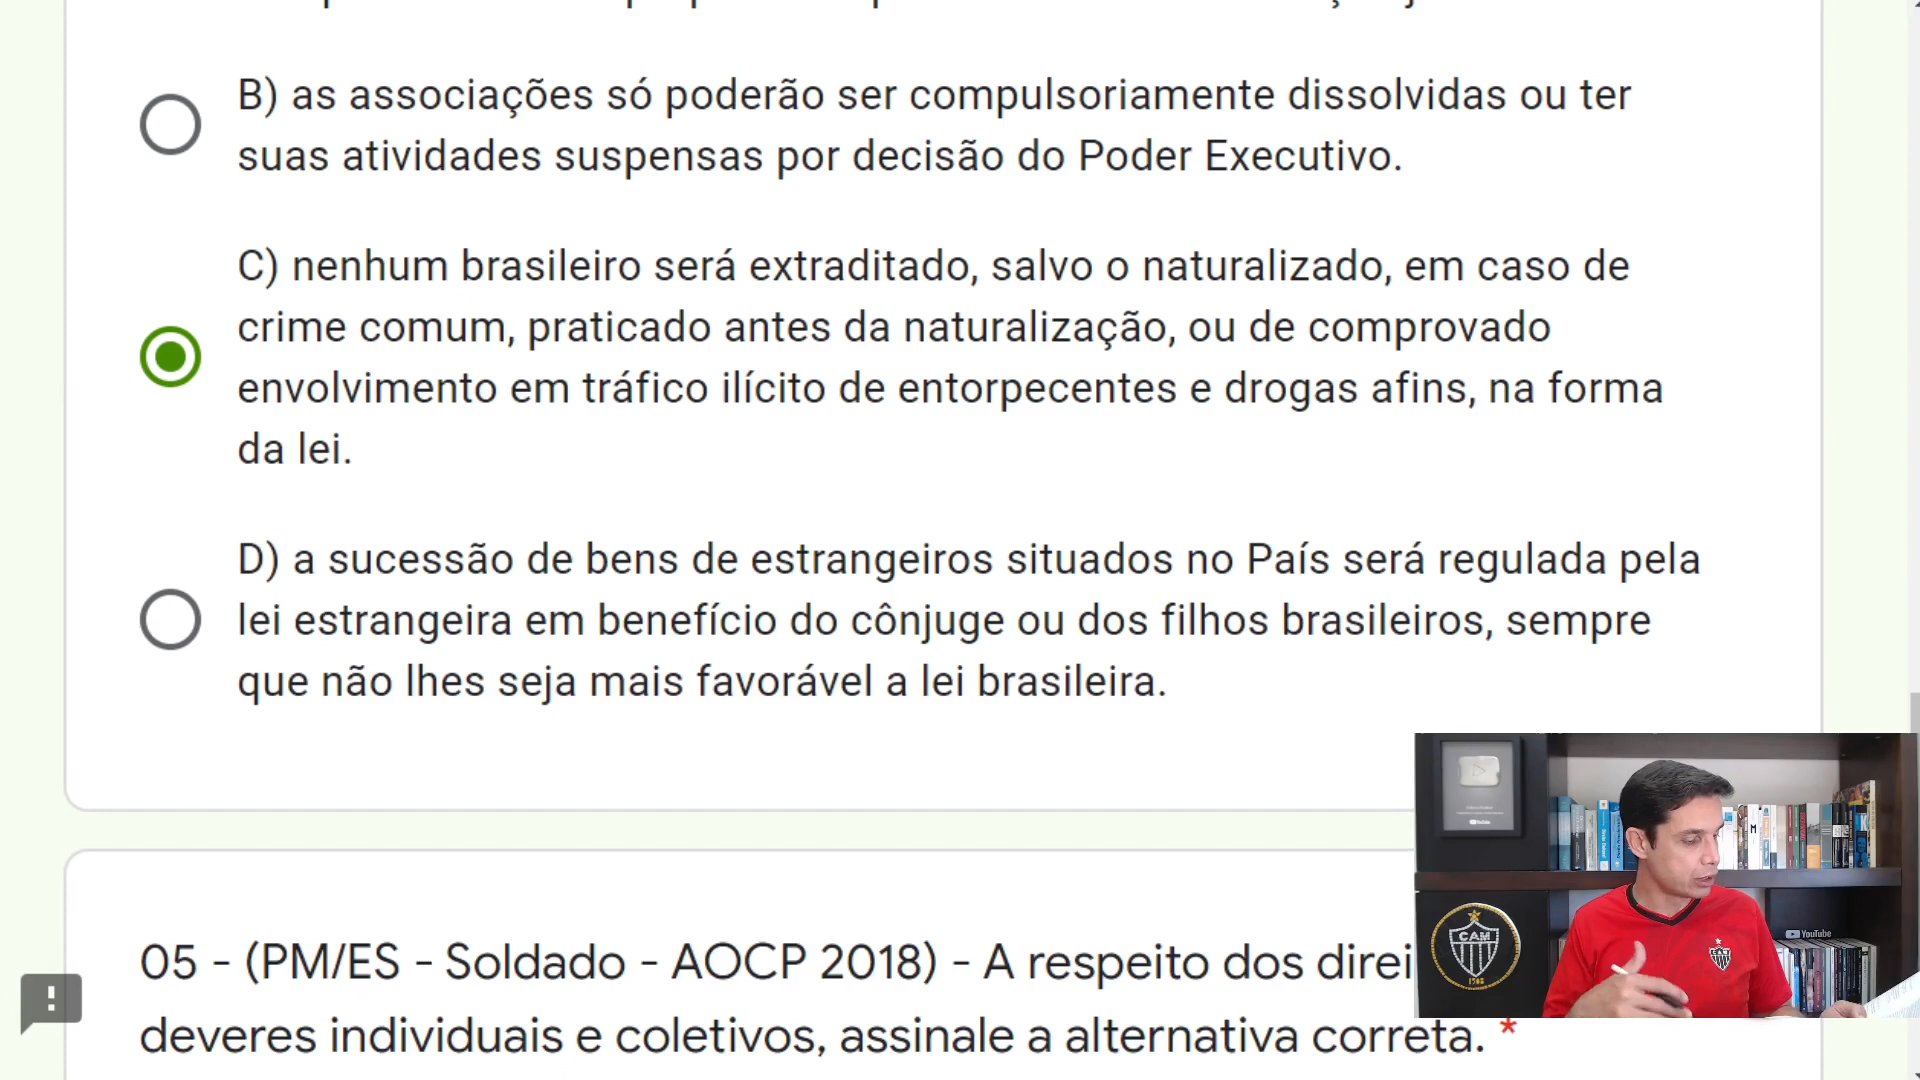 B) as associações só poderão ser compulsoriamente dissolvidas ou ter
suas atividades suspensas por decisão do Poder Executivo.
C) nenhum brasileiro será extraditado, salvo o naturalizado, em caso de
crime comum, praticado antes da naturalização, ou de comprovado
envolvimento em tráfico ilícito de entorpecentes e drogas afins, na forma
da lei.
D) a sucessão de bens de estrangeiros situados no País será regulada pela
lei estrangeira em benefício do cônjuge ou dos filhos brasileiros, sempre
que não lhes seja mais favorável a lei brasileira.
05 - (PM/ES - Soldado - AOCP 2018) - A respeito dos direi
deveres individuais e coletivos, assinale a alternativa correta. *
CAM
YouTube